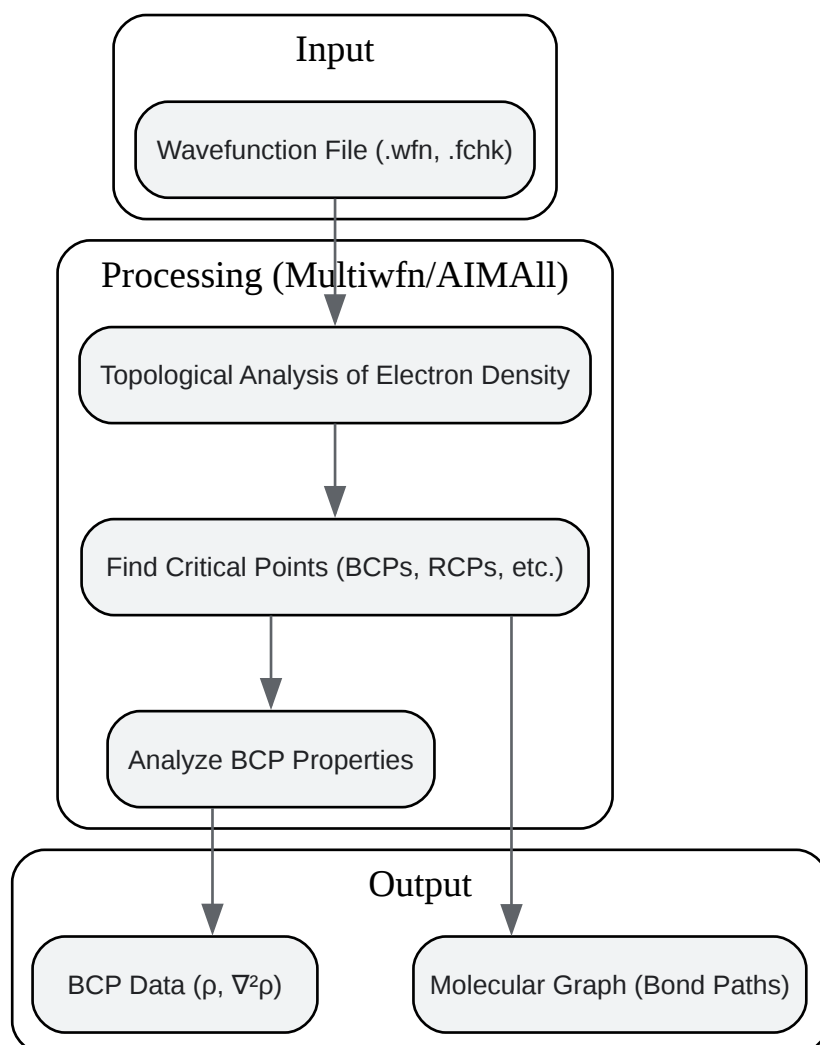 Input
Wavefunction File (.wfn, .fchk)
Processing (Multiwfn/AIMAll)
Topological Analysis of Electron Density
Find Critical Points (BCPs, RCPs, etc.)
Analyze BCP Properties
Output
BCP Data (ρ, ∇²ρ)
Molecular Graph (Bond Paths)